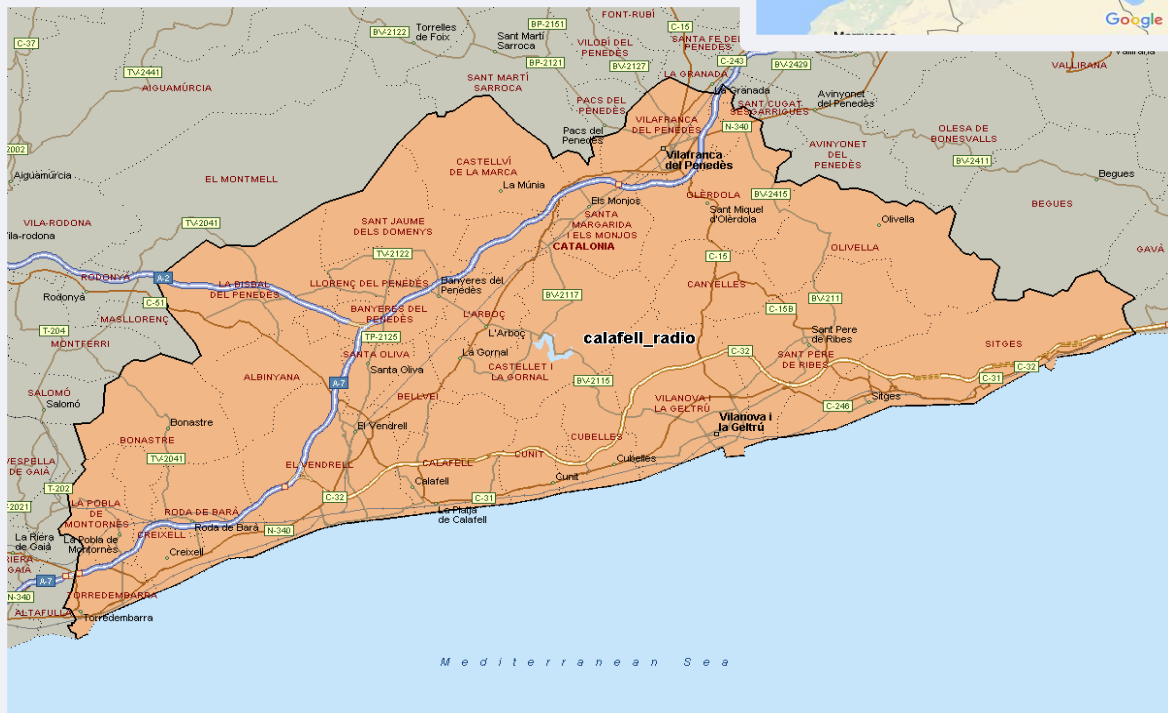 Google
C-37
BV-2122
Torrelles
de Foix
BP-2151
Sant Martí
Sarroca
FONT-RUBÍ
C-15
SANTA FE DEL
PENEDÈS
VILOBÍ DEL
PENEDÈS
BV-2127
BP-2121
C-243
BV-2429
VALLIRANA
TV-2441
AIGUAMÚRCIA
SANT MARTÍ
SARROCA
LA GRANADA
La Granada
Avinyonet
del Penedès
PACS DEL
PENEDÈS
SANT CUGAT
SESGARRIGUES
VILAFRANCA
DEL PENEDÈS
N-340
Pacs del
Penedès
OLESA DE
BONESVALLS
AVINYONET
DEL
PENEDÈS
BV-2411
2002
Aiguamúrcia
EL MONTMELL
CASTELLVÍ
DE LA MARCA
La Múnia
Vilafranca
del Penedès
Begues
BEGUES
OLÈRDOLA
BV-2415
Els Monjos
Sant Miquel
d'Olèrdola
Olivella
VILA-RODONA
TV-2041
SANT JAUME
DELS DOMENYS
SANTA
MARGARIDA
I ELS MONJOS
CATALONIA
OLIVELLA
GAVÀ
TV-2122
C-15
RODONYÀ
A-2
LA BISBAL
DEL PENEDÈS
LLORENÇ DEL PENEDÈS
Banyeres del
Penedès
CANYELLES
Rodonyà
C-51
BV-2117
BV-211
MASLLORENÇ
BANYERES DEL
PENEDÈS
L'ARBOÇ
C-15B
T-204
MONTFERRI
TP-2125
L'Arboç
calafell_radio
Sant Pere
de Ribes
SITGES
SANTA OLIVA
La Gornal
C-32
SANT PERE
DE RIBES
Santa Oliva
CASTELLET I
LA GORNAL
C-32
ALBINYANA
A-7
BV-2115
C-31
SALOMÓ
Salomó
BELLVEI
VILANOVA I
LA GELTRÚ
C-246
Sitges
Bonastre
El Vendrell
Vilanova i
la Geltrú
BONASTRE
CUBELLES
TV-2041
EL VENDRELL
CALAFELL
CUNIT
Cubelles
VESPELLA
DE GAIÀ
T-202
Calafell
Cunit
C-32
C-31
LA POBLA
DE
MONTORNÈS
RODA DE BARÀ
La Platja
de Calafell
Roda de Barà
N-340
La Riera
de Gaià
La Pobla de
Montornès
CREIXELL
Creixell
RIERA
GAIÀ
A-7
N-340
TORREDEMBARRA
ALTAFULLA
Torredembarra
Mediterranean Sea